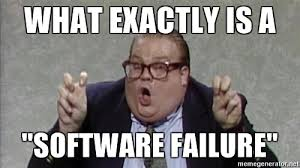 WHAT EXACTLY IS A
"SOFTWARE FAILURE"
memegenerator.net